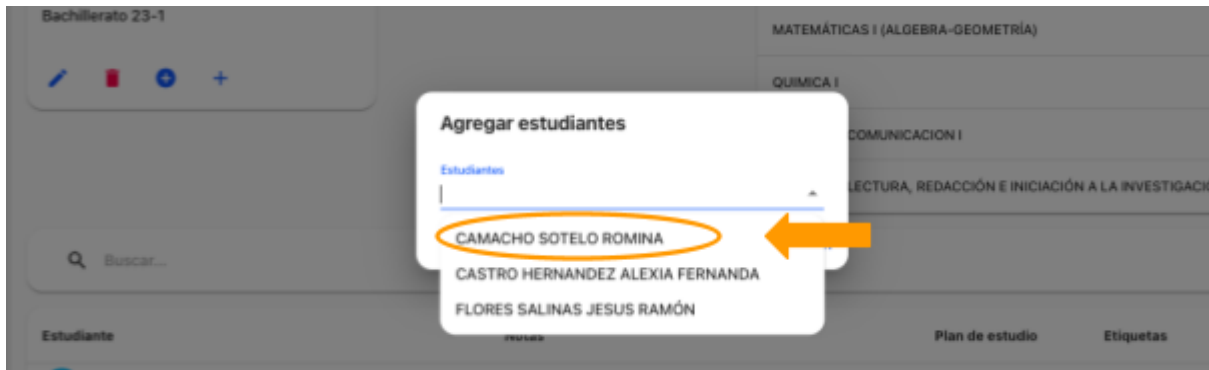 Bachillerato 23-1
MATEMÁTICAS I (ALGEBRA-GEOMETRÍA)
QUIMICA I
Agregar estudiantes
COMUNICACION I
Estudiantes
LECTURA, REDACCIÓN E INICIACIÓN A LA
CAMACHO SOTELO ROMINA
Buscar...
CASTRO HERNANDEZ ALEXIA FERNANDA
FLORES SALINAS JESUS RAMÓN
Estudiante
Notas
Plan de estudio
Etiquetas